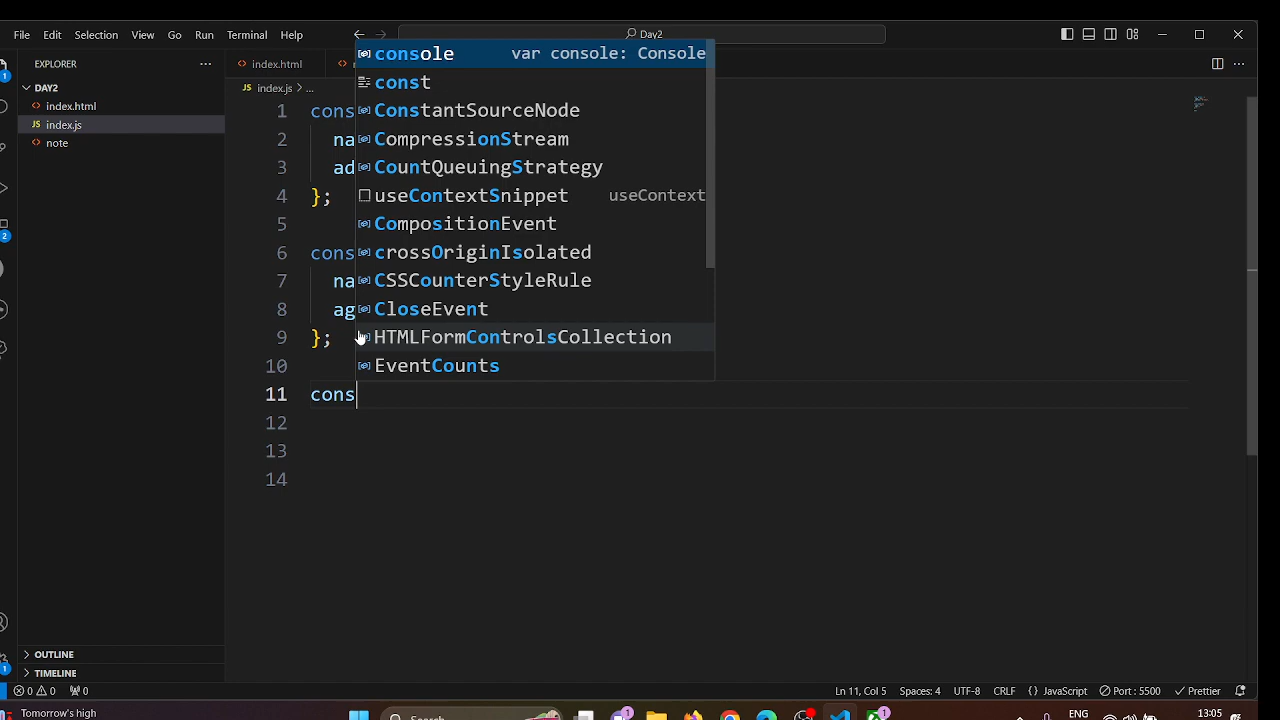 File Edit Selection View Go Run Terminal Help
Day2
EXPLORER
index.html
DAY2
index.js > ...
index.html
index.js
note
1 cons
2 na
3 ad
4 };
5
6 cons
7 na
8 ag
9 };
10
11 cons
12
13
14
console var console: Console
const
ConstantSourceNode
CompressionStream
CountQueuingStrategy
useContextSnippet useContext
CompositionEvent
crossOriginIsolated
CSSCounterStyleRule
CloseEvent
HTMLFormControlsCollection
EventCounts
OUTLINE
TIMELINE
0 0 0
Ln 11, Col 5 Spaces: 4 UTF-8 CRLF {} JavaScript Port : 5500 Prettier
Tomorrow's high
Search
ENG
13:05